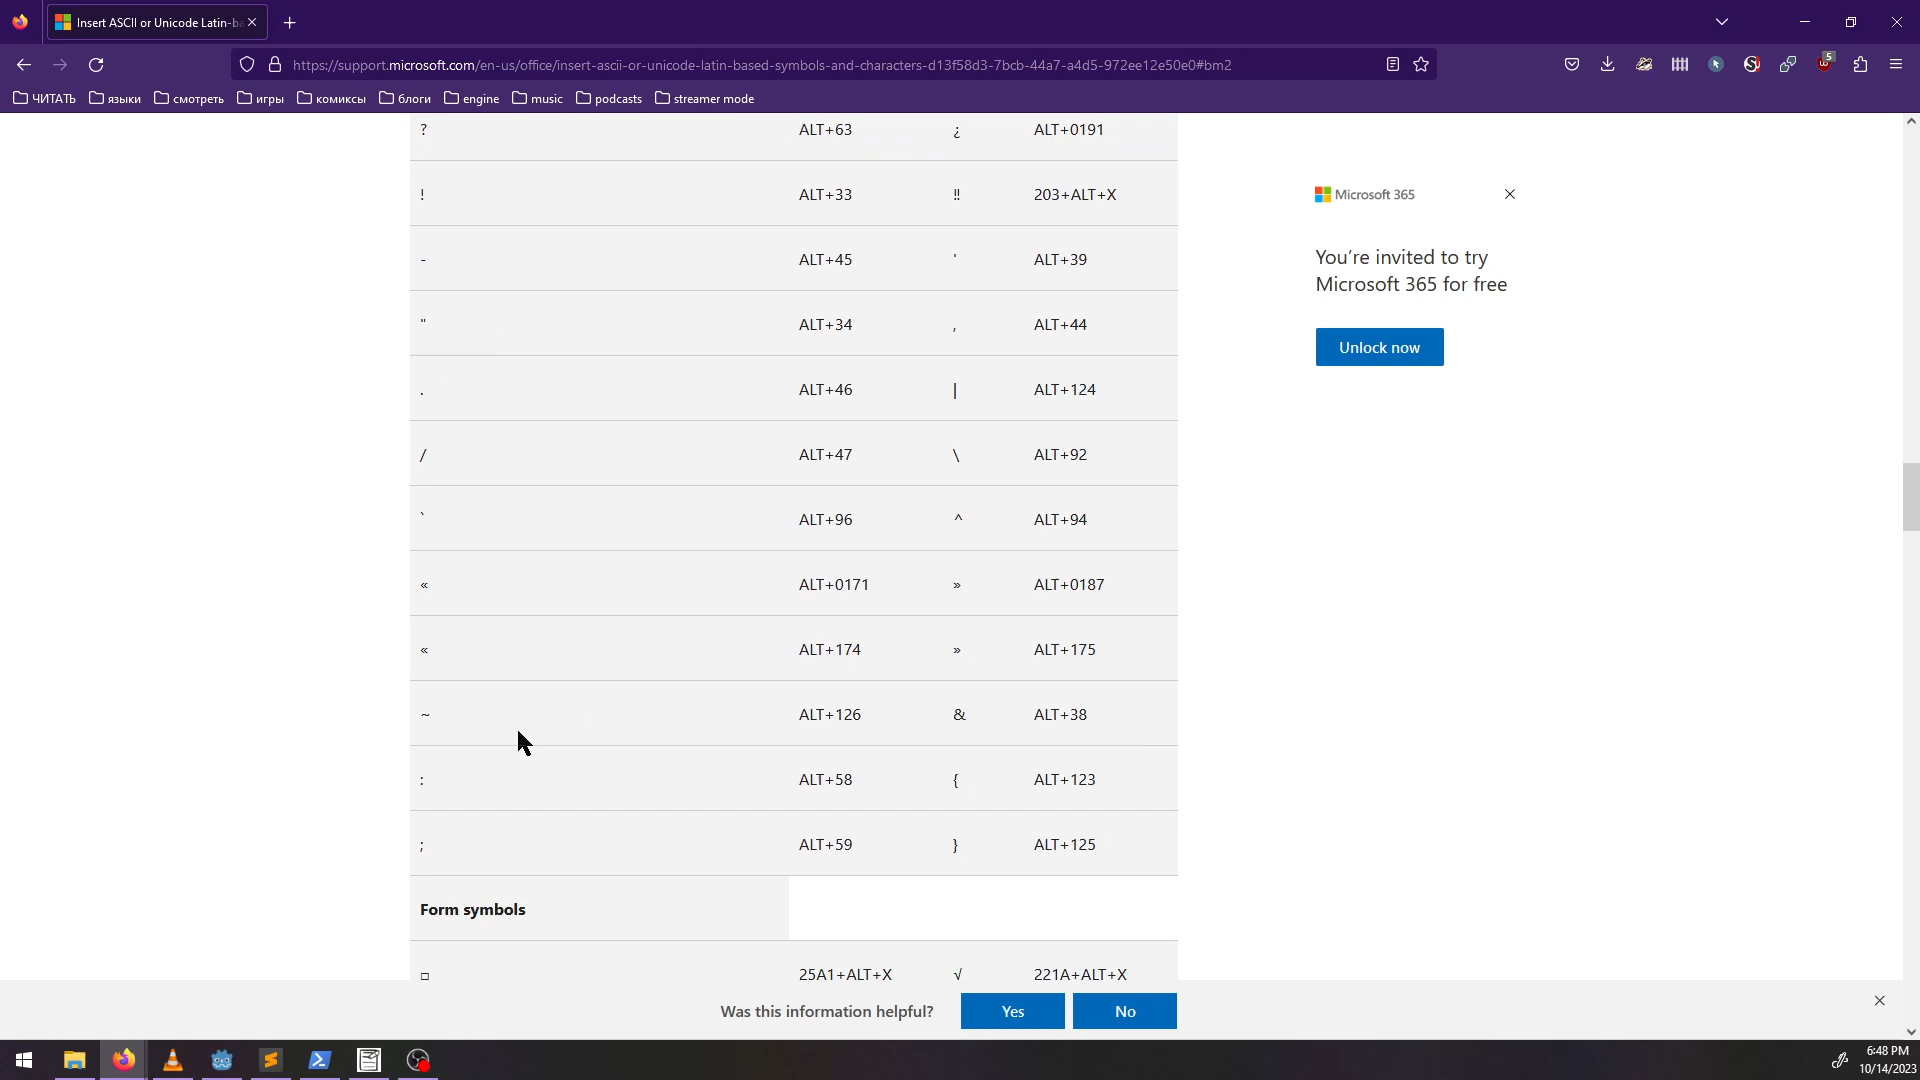 Insert ASCII or Unicode Latin-ba
https://support.microsoft.com/en-us/office/insert-ascii-or-unicode-latin-based-symbols-and-characters-d13f58d3-7bcb-44a7-a4d5-972ee12e50e0#bm2
5
ЧИТАТЬ языки смотреть игры комиксы блоги engine music podcasts streamer mode
? ALT+63 ¿ ALT+0191
! ALT+33 ‼ 203+ALT+X
- ALT+45 ' ALT+39
" ALT+34 , ALT+44
. ALT+46 | ALT+124
/ ALT+47 \ ALT+92
` ALT+96 ^ ALT+94
« ALT+0171 » ALT+0187
« ALT+174 » ALT+175
~ ALT+126 & ALT+38
: ALT+58 { ALT+123
; ALT+59 } ALT+125
Form symbols
□ 25A1+ALT+X √ 221A+ALT+X
Microsoft 365
You're invited to try
Microsoft 365 for free
Unlock now
Was this information helpful? Yes No
6:48 PM
10/14/2023